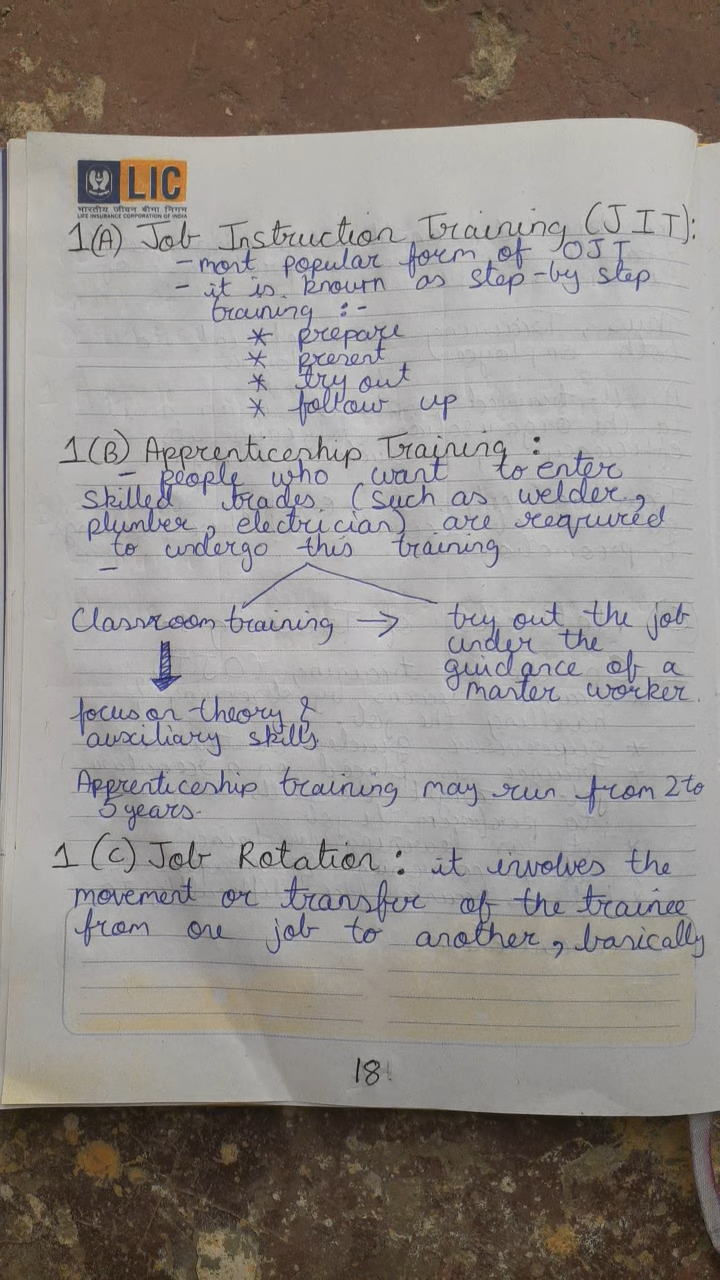 LIC
भारतीय जीवन बीमा निगम
LIFE INSURANCE CORPORATION OF INDIA
1(A) Job Instruction Training (JIT):
- most popular form of OJT
- it is known as step-by step
training :-
* prepare
* present
* try out
* follow up
1(B) Apprenticeship Training :
- people who want to enter
skilled trades (such as welder,
plumber, electrician) are required
to undergo this training
-
Classroom training → try out the job
under the
guidance of a
master worker.
focus on theory &
auxiliary skills
Apprenticeship training may run from 2 to
5 years.
1 (C) Job Rotation : it involves the
movement or transfer of the trainee
from one job to another, basically
18